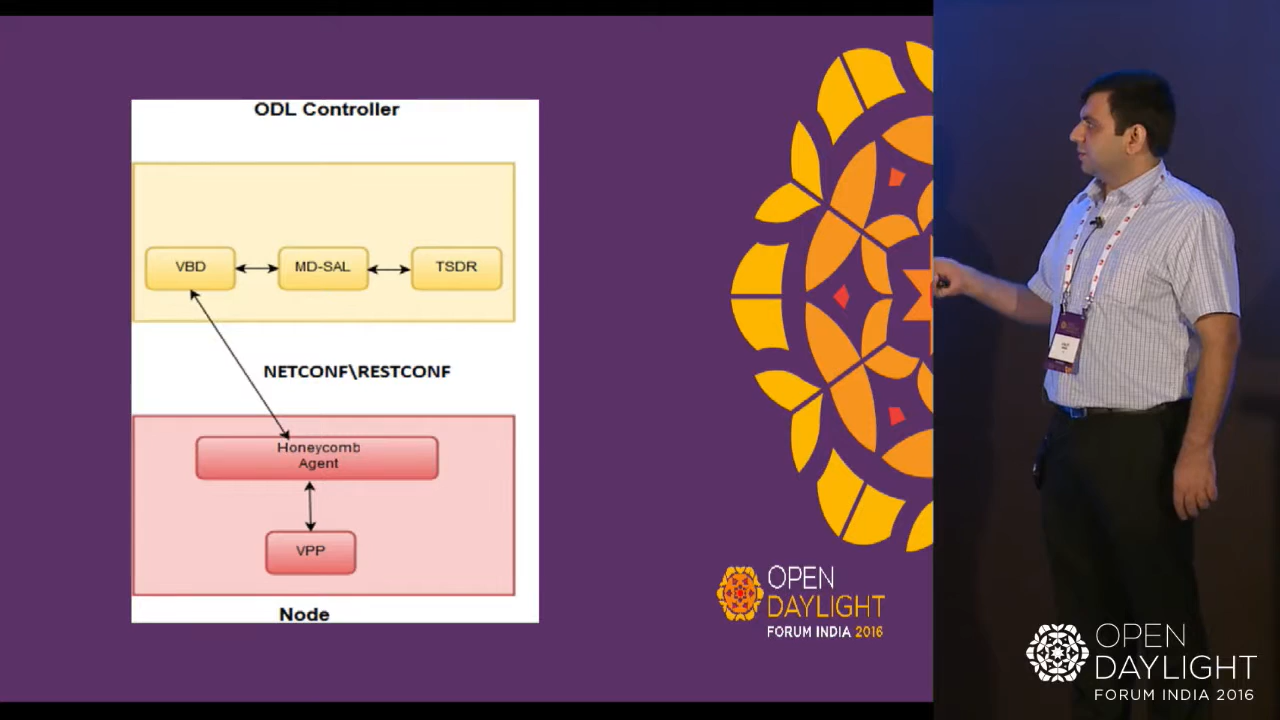 ODL Controller
VBD
MD-SAL
TSDR
NETCONF\RESTCONF
Honeycomb
Agent
VPP
Node
OPEN
DAYLIGHT
FORUM INDIA 2016
OPEN
DAYLIGHT
FORUM INDIA 2016